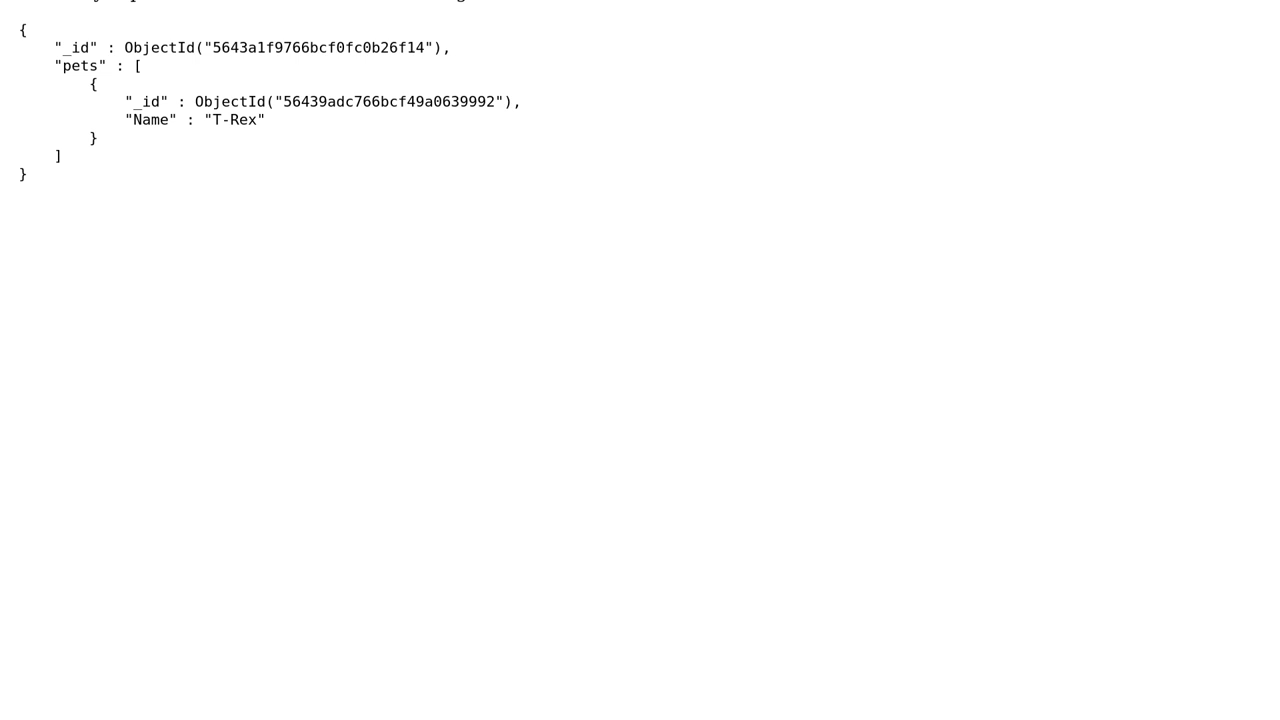 {
    "_id" : ObjectId("5643a1f9766bcf0fc0b26f14"),
    "pets" : [
        {
            "_id" : ObjectId("56439adc766bcf49a0639992"),
            "Name" : "T-Rex"
        }
    ]
}